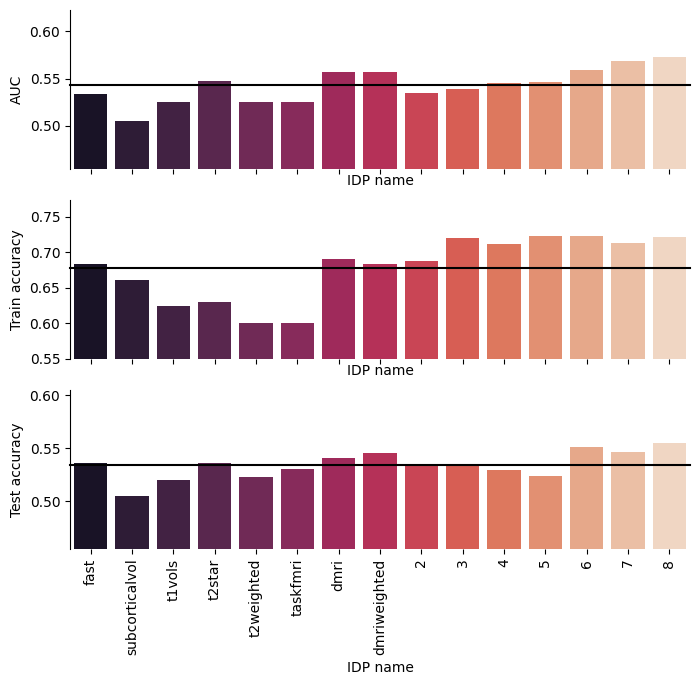 0.60
0.55
0.50
AUC
IDP name
0.75
0.70
0.65
0.60
0.55
Train accuracy
IDP name
0.60
0.55
0.50
Test accuracy
fast
subcorticalvol
t1vols
t2star
t2weighted
taskfmri
dmri
dmriweighted
2
3
4
5
6
7
8
IDP name